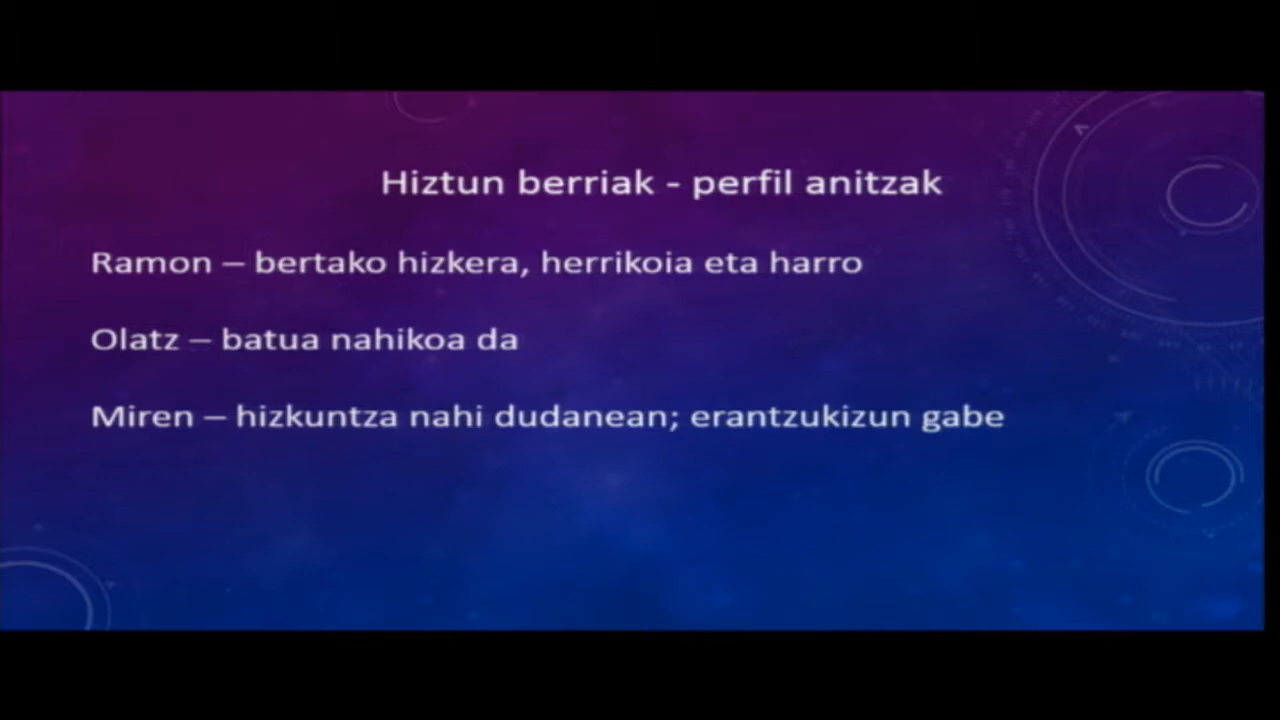 Hiztun berriak - perfil anitzak
Ramon – bertako hizkera, herrikoia eta harro
Olatz – batua nahikoa da
Miren – hizkuntza nahi dudanean; erantzukizun gabe